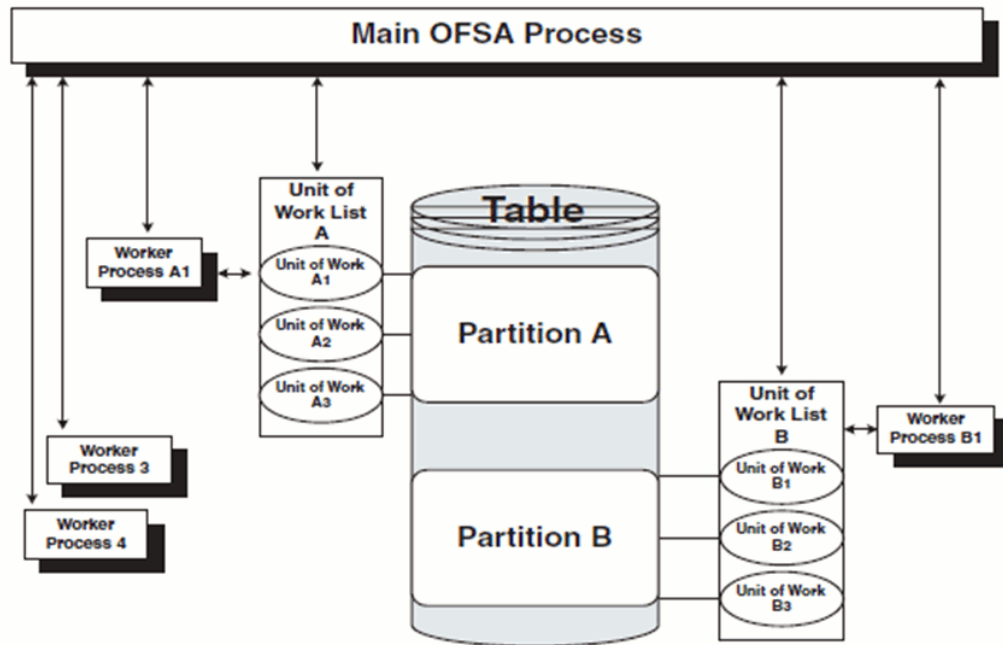 Main OFSA Process
Unit of
Work List
A
Table
Worker
Process A1
Unit of Work
A1
Unit of Work
A2
Partition A
Unit of Work
A3
Unit of
Work List
B
Worker
Process B1
Worker
Process 3
Unit of Work
B1
Worker
Process 4
Partition B
Unit of Work
B2
Unit of Work
B3